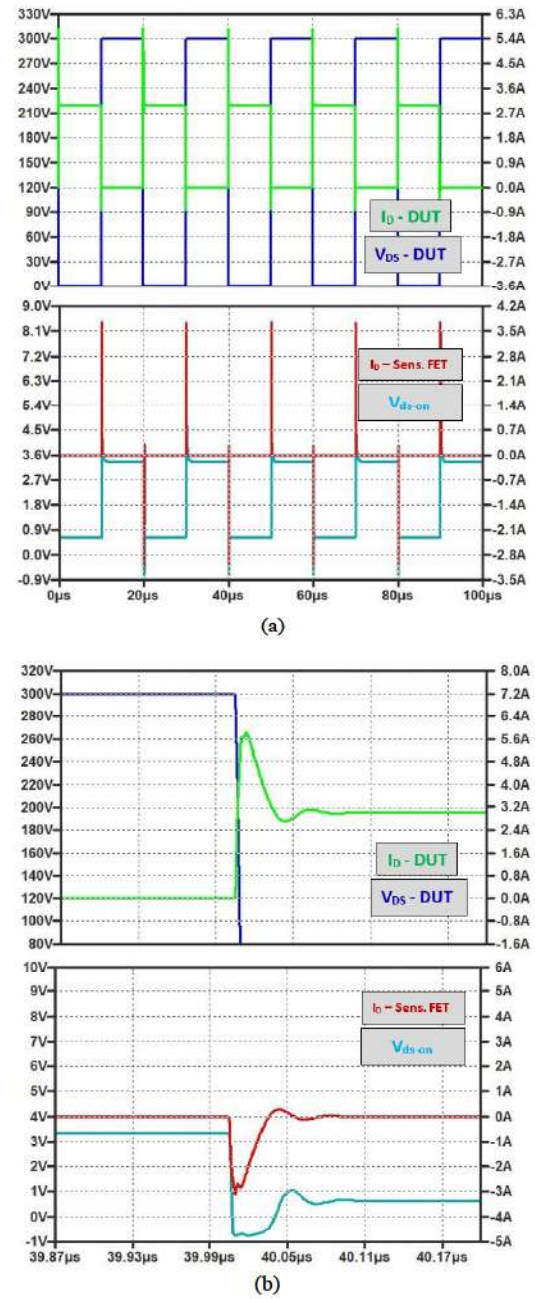 330V 6.3A
300V 5.4A
270V 4.5A
240V 3.6A
210V 2.7A
180V 1.8A
150V 0.9A
120V 0.0A
90V -0.9A
60V -1.8A
30V -2.7A
0V -3.6A
I_D - DUT
V_DS - DUT
9.0V 4.2A
8.1V 3.5A
7.2V 2.8A
6.3V 2.1A
5.4V 1.4A
4.5V 0.7A
3.6V 0.0A
2.7V -0.7A
1.8V -1.4A
0.9V -2.1A
0.0V -2.8A
-0.9V -3.5A
I_D – Sens. FET
V_ds-on
0µs 20µs 40µs 60µs 80µs 100µs
(a)
320V 8.0A
300V 7.2A
280V 6.4A
260V 5.6A
240V 4.8A
220V 4.0A
200V 3.2A
180V 2.4A
160V 1.6A
140V 0.8A
120V 0.0A
100V -0.8A
80V -1.6A
I_D - DUT
V_DS - DUT
10V 6A
9V 5A
8V 4A
7V 3A
6V 2A
5V 1A
4V 0A
3V -1A
2V -2A
1V -3A
0V -4A
-1V -5A
I_D – Sens. FET
V_ds-on
39.87µs 39.93µs 39.99µs 40.05µs 40.11µs 40.17µs
(b)